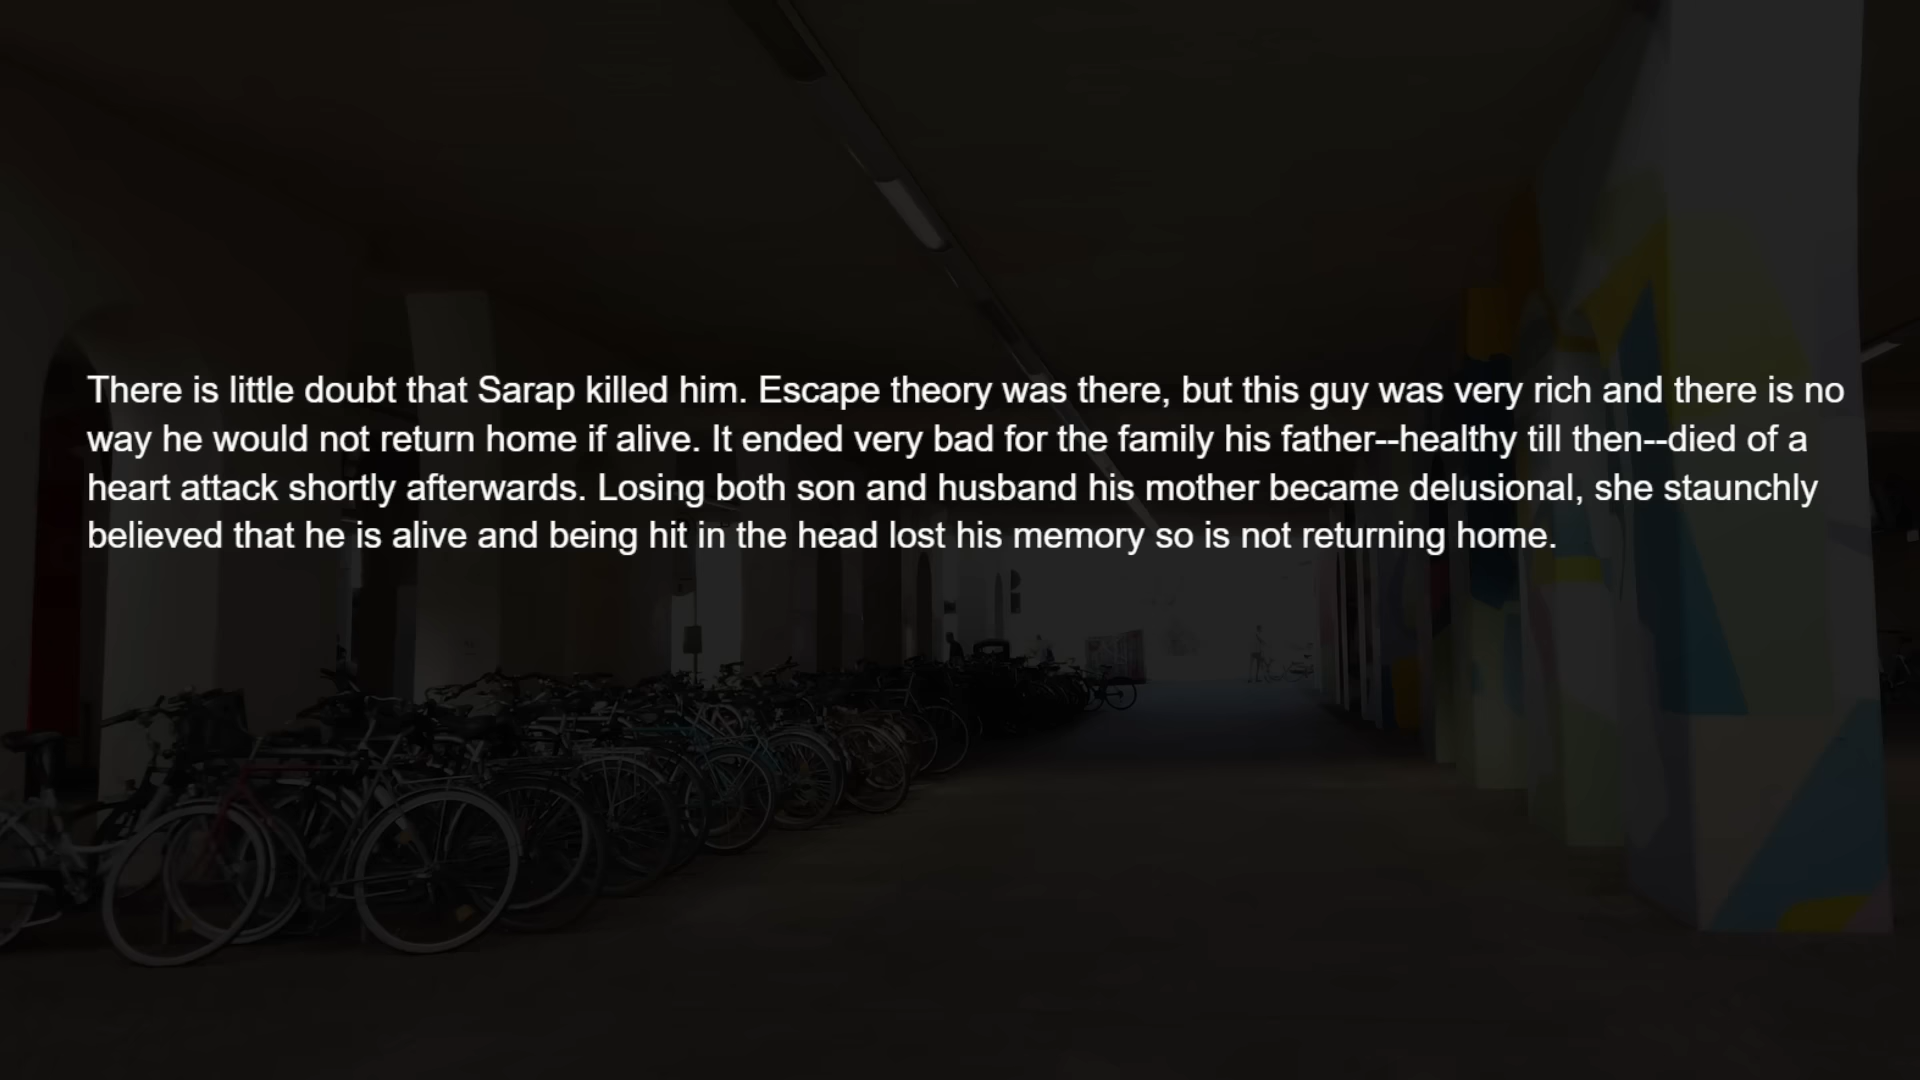 There is little doubt that Sarap killed him. Escape theory was there, but this guy was very rich and there is no
way he would not return home if alive. It ended very bad for the family his father--healthy till then--died of a
heart attack shortly afterwards. Losing both son and husband his mother became delusional, she staunchly
believed that he is alive and being hit in the head lost his memory so is not returning home.